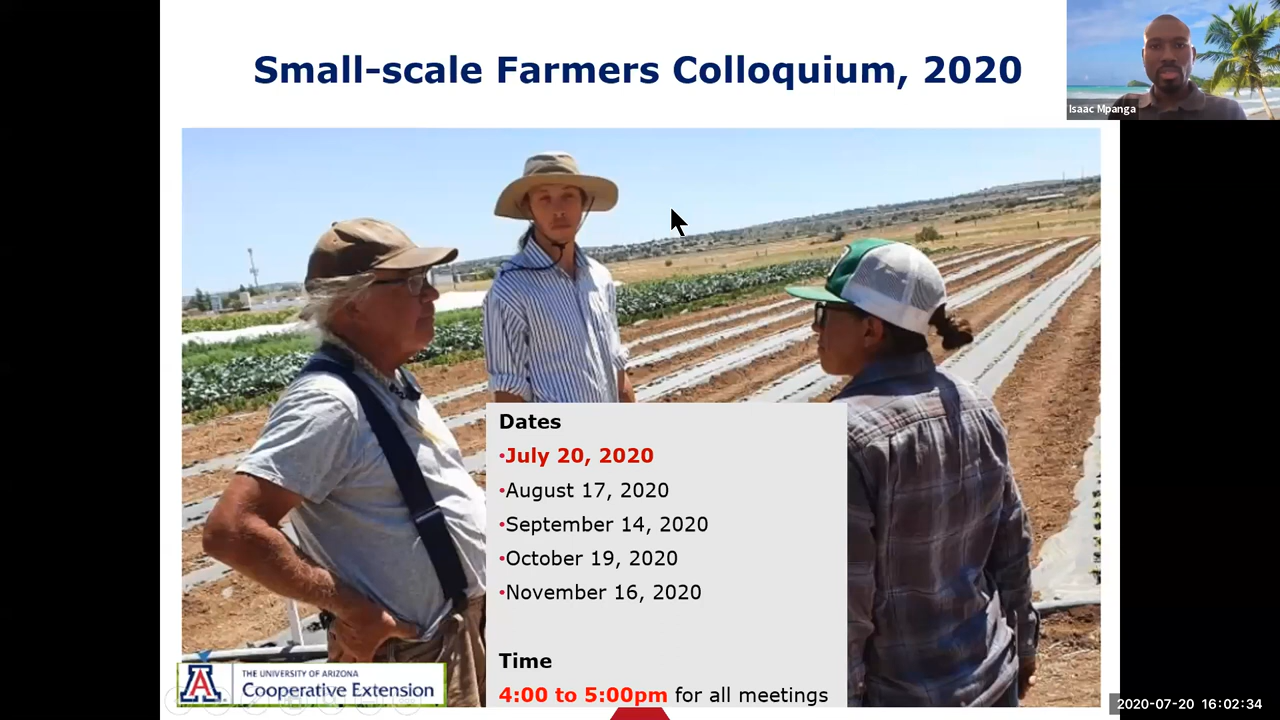 Small-scale Farmers Colloquium, 2020
Isaac Mpanga
Dates
•July 20, 2020
•August 17, 2020
•September 14, 2020
•October 19, 2020
•November 16, 2020
Time
4:00 to 5:00pm for all meetings
A
THE UNIVERSITY OF ARIZONA
Cooperative Extension
2020-07-20 16:02:34